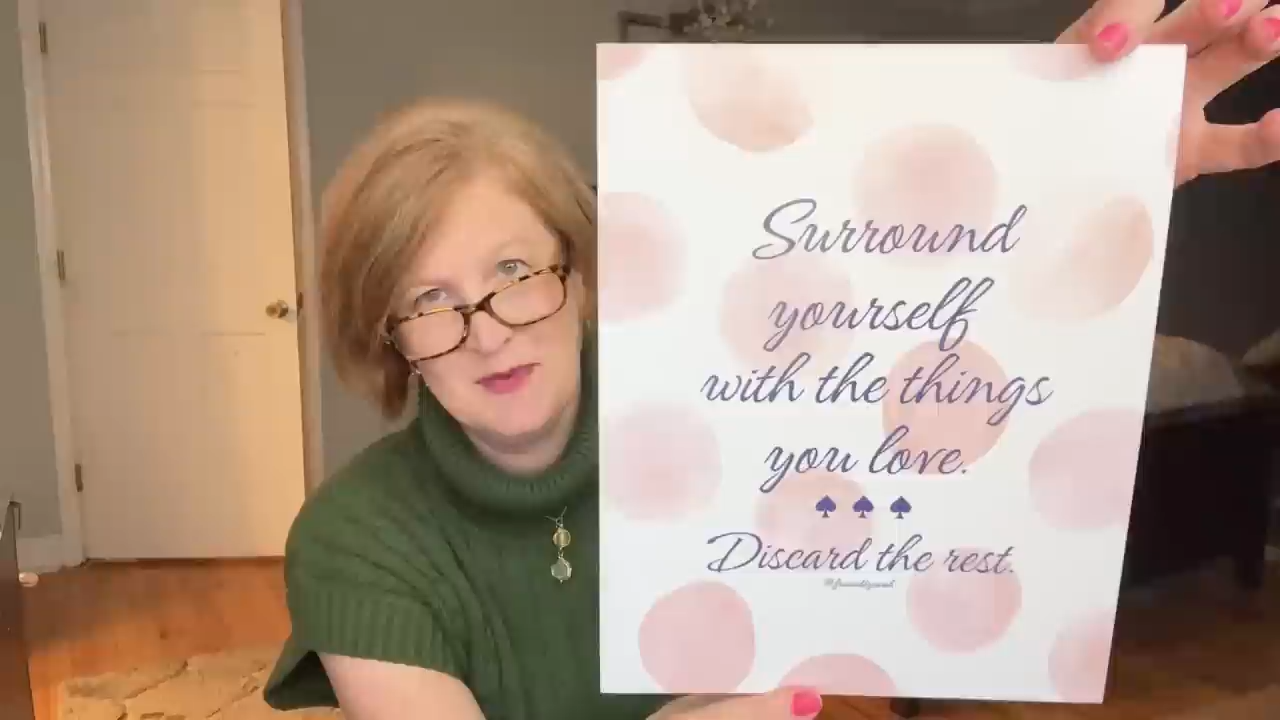 Surround
yourself
with the things
you love.
Discard the rest.